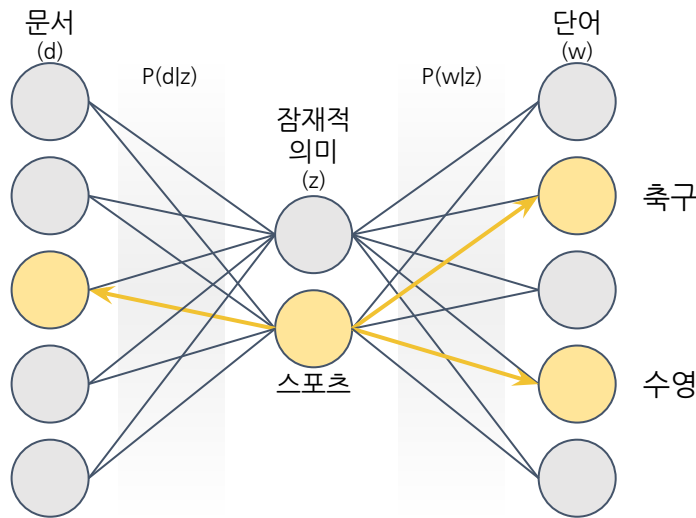 문서
(d)
P(d|z)
잠재적
의미
(z)
스포츠
P(w|z)
단어
(w)
축구
수영